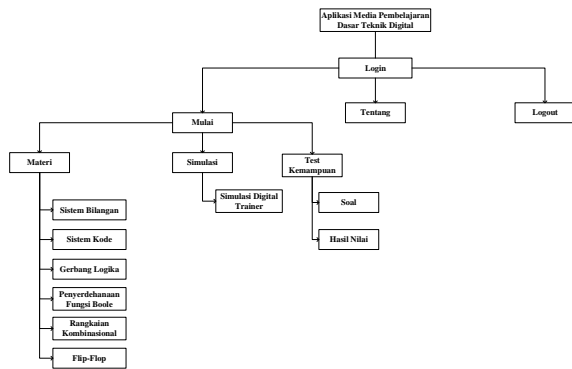 Aplikasi Media Pembelajaran
Dasar Teknik Digital
Login
Mulai
Tentang
Logout
Materi
Simulasi
Test
Kemampuan
Simulasi Digital
Trainer
Soal
Hasil Nilai
Sistem Bilangan
Sistem Kode
Gerbang Logika
Penyerdehanaan
Fungsi Boole
Rangkaian
Kombinasional
Flip-Flop